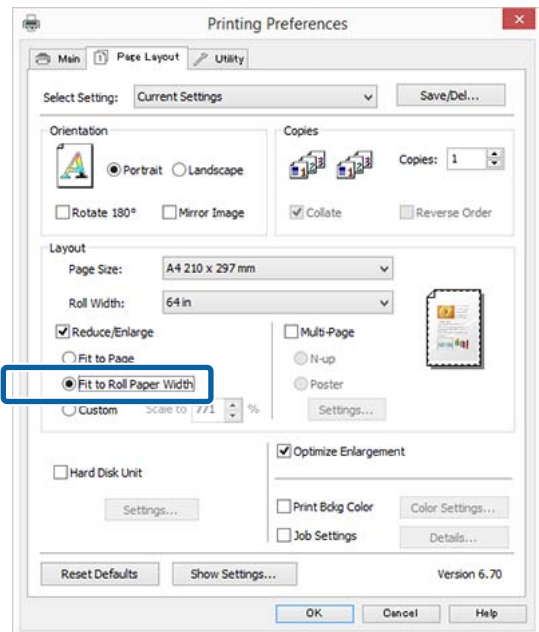 Printing Preferences
Main Page Layout Utility
Select Setting: Current Settings Save/Del...
Orientation Copies
Portrait Landscape Copies: 1
Rotate 180° Mirror Image Collate Reverse Order
Layout
Page Size: A4 210 x 297 mm
Roll Width: 64 in
Reduce/Enlarge Multi-Page
Fit to Page N-up
Fit to Roll Paper Width Poster
Custom Scale to 771 % Settings...
Optimize Enlargement
Hard Disk Unit
Settings... Print Bckg Color Color Settings...
Job Settings Details...
Reset Defaults Show Settings... Version 6.70
OK Cancel Help